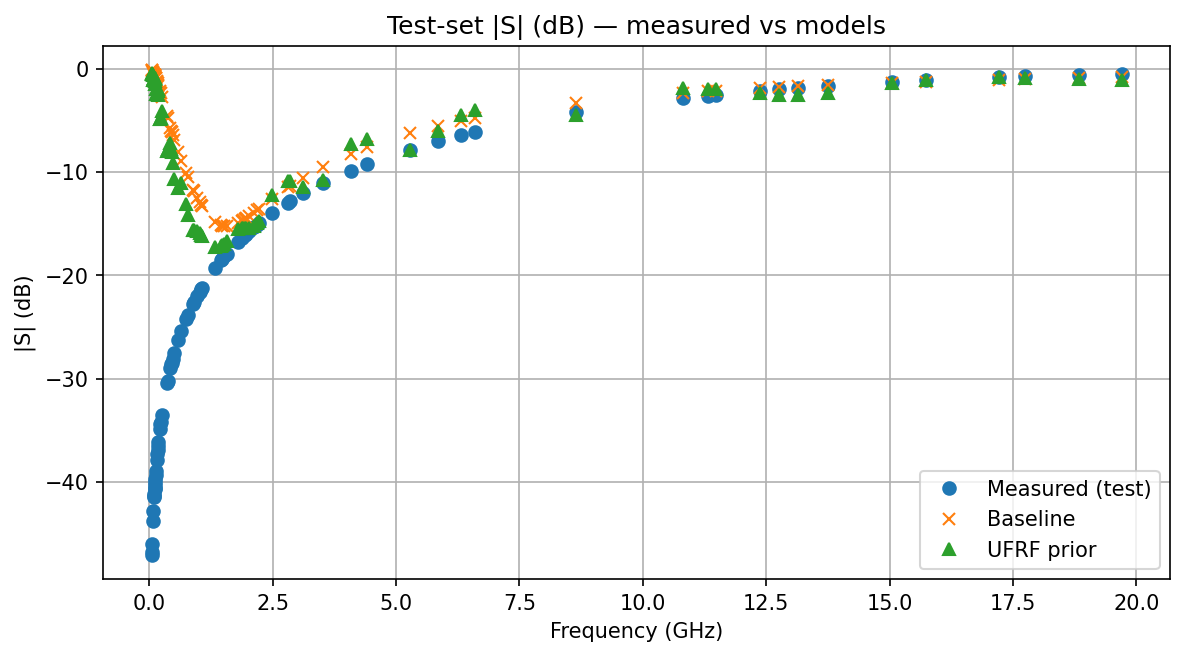 Test-set |S| (dB) — measured vs models
|S| (dB)
0
−10
−20
−30
−40
Measured (test)
Baseline
UFRF prior
0.0 2.5 5.0 7.5 10.0 12.5 15.0 17.5 20.0
Frequency (GHz)